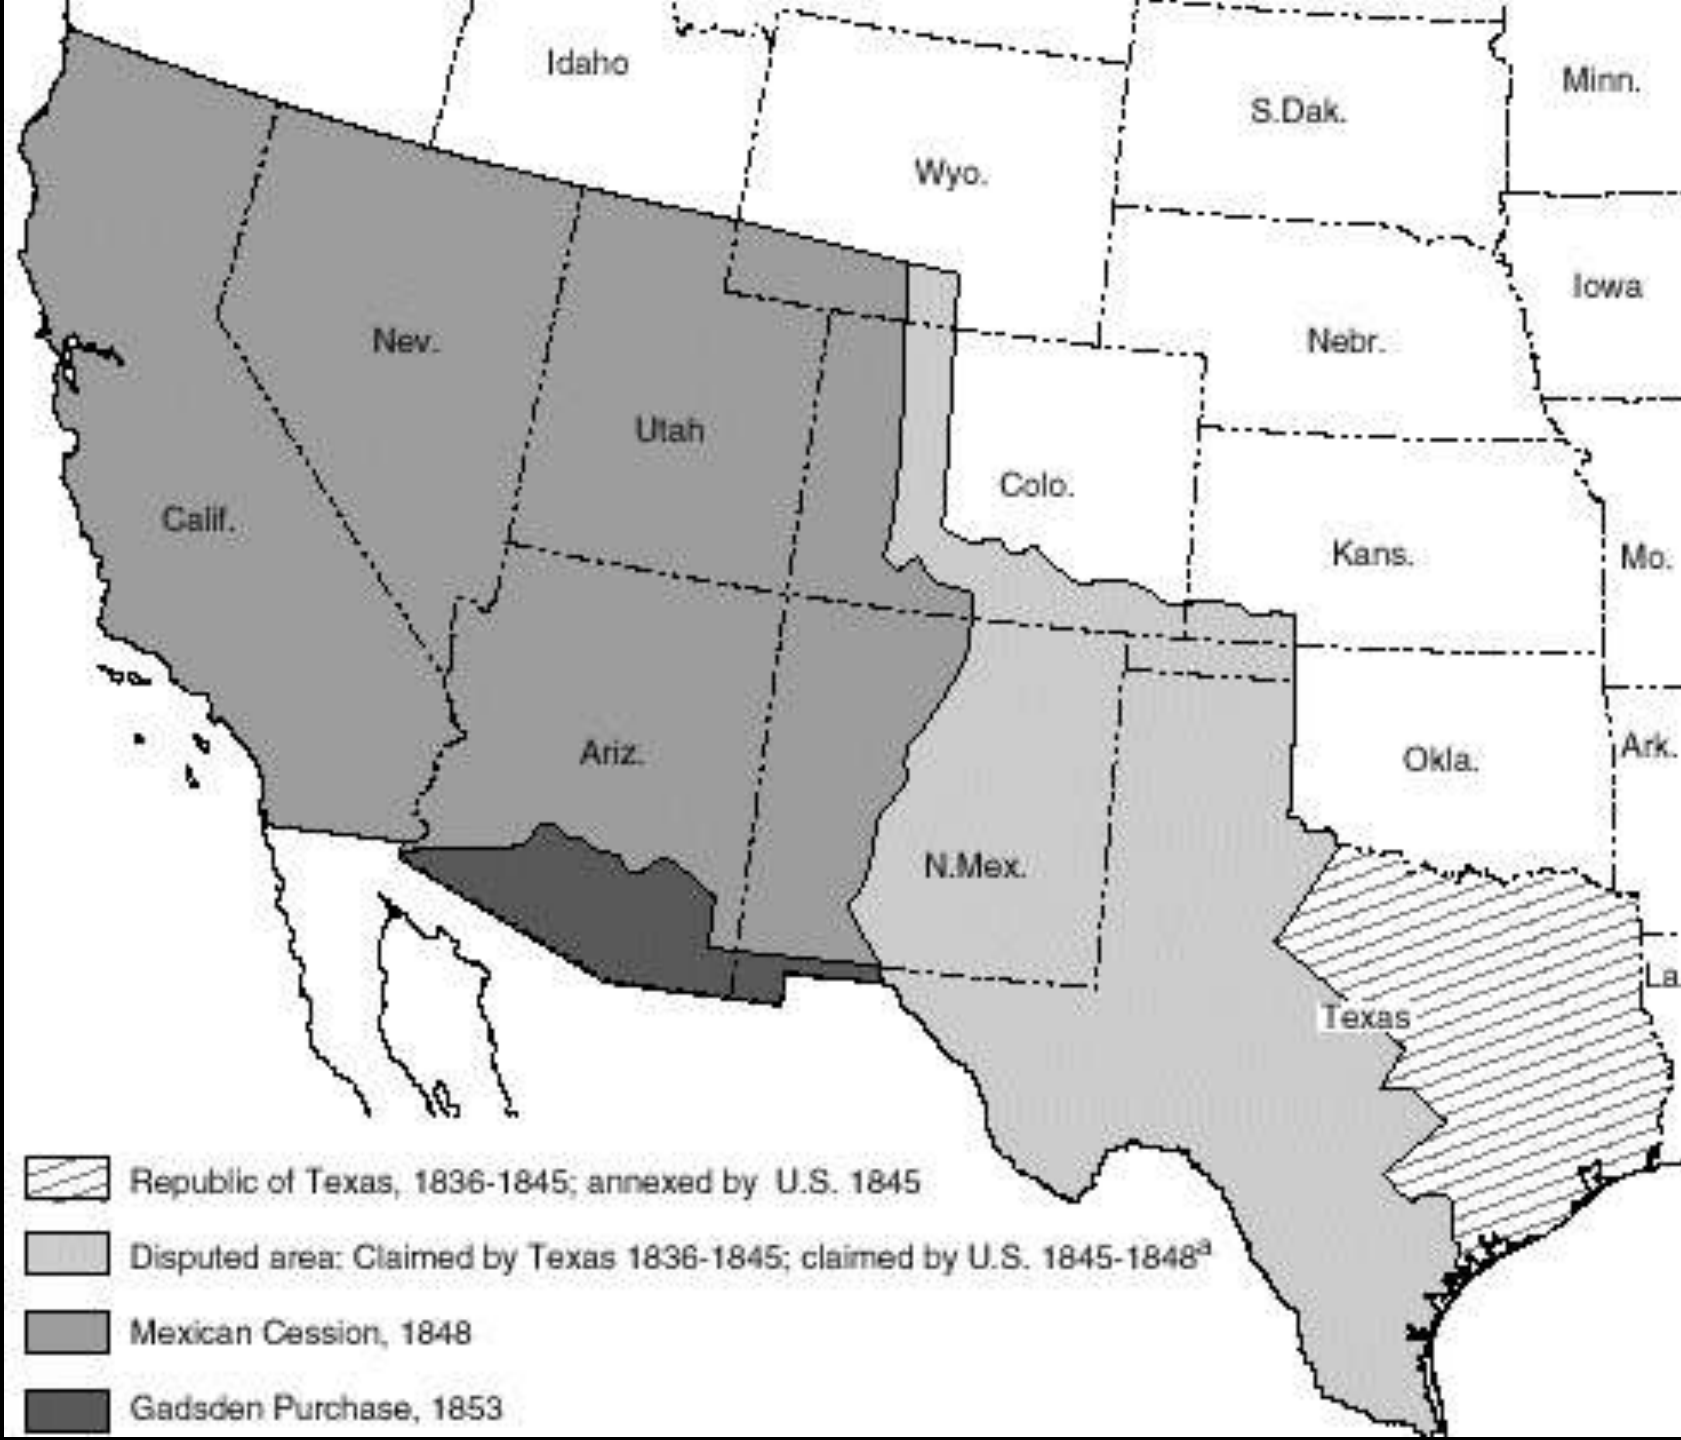 Idaho
Minn.
S.Dak.
Wyo.
Iowa
Nev.
Nebr.
Utah
Colo.
Calif.
Kans.
Mo.
Ariz.
Okla.
Ark.
N.Mex.
La.
Texas
Republic of Texas, 1836-1845; annexed by U.S. 1845
Disputed area: Claimed by Texas 1836-1845; claimed by U.S. 1845-1848ª
Mexican Cession, 1848
Gadsden Purchase, 1853